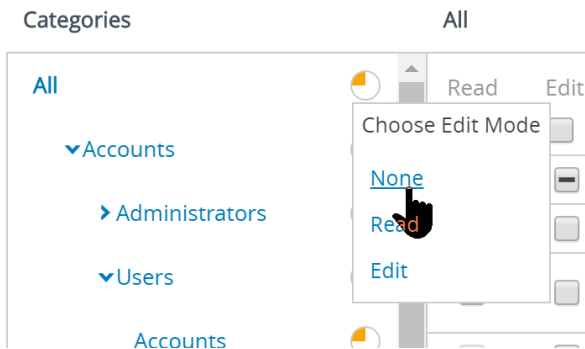 Categories
All
All
Read Edit
Choose Edit Mode
Accounts
None
Administrators
Read
Users
Edit
Accounts